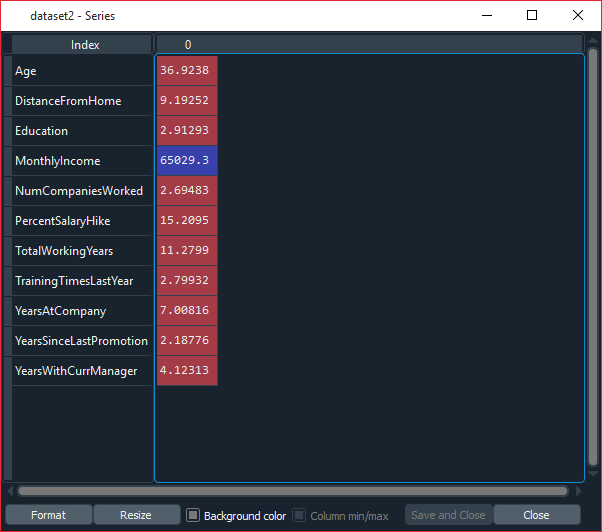 dataset2 - Series
Index 0
Age 36.9238
DistanceFromHome 9.19252
Education 2.91293
MonthlyIncome 65029.3
NumCompaniesWorked 2.69483
PercentSalaryHike 15.2095
TotalWorkingYears 11.2799
TrainingTimesLastYear 2.79932
YearsAtCompany 7.00816
YearsSinceLastPromotion 2.18776
YearsWithCurrManager 4.12313
Format Resize Background color Column min/max Save and Close Close